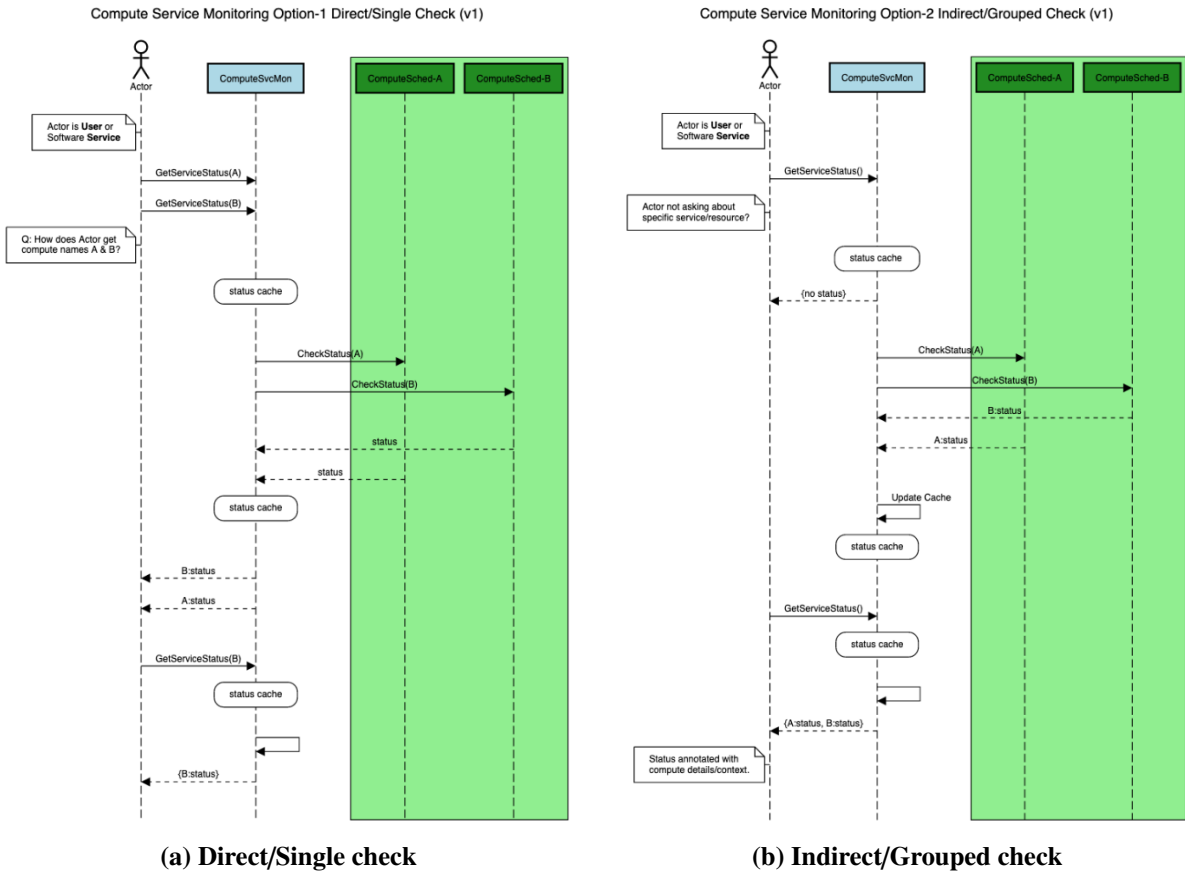 Compute Service Monitoring Option-1 Direct/Single Check (v1)
Actor
ComputeSvcMon
ComputeSched-A
ComputeSched-B
Actor is User or
Software Service
GetServiceStatus(A)
GetServiceStatus(B)
Q: How does Actor get
compute names A & B?
status cache
CheckStatus(A)
CheckStatus(B)
status
status
status cache
B:status
A:status
GetServiceStatus(B)
status cache
{B:status}
(a) Direct/Single check
Compute Service Monitoring Option-2 Indirect/Grouped Check (v1)
Actor
ComputeSvcMon
ComputeSched-A
ComputeSched-B
Actor is User or
Software Service
GetServiceStatus()
Actor not asking about
specific service/resource?
status cache
{no status}
CheckStatus(A)
CheckStatus(B)
B:status
A:status
Update Cache
status cache
GetServiceStatus()
status cache
{A:status, B:status}
Status annotated with
compute details/context.
(b) Indirect/Grouped check